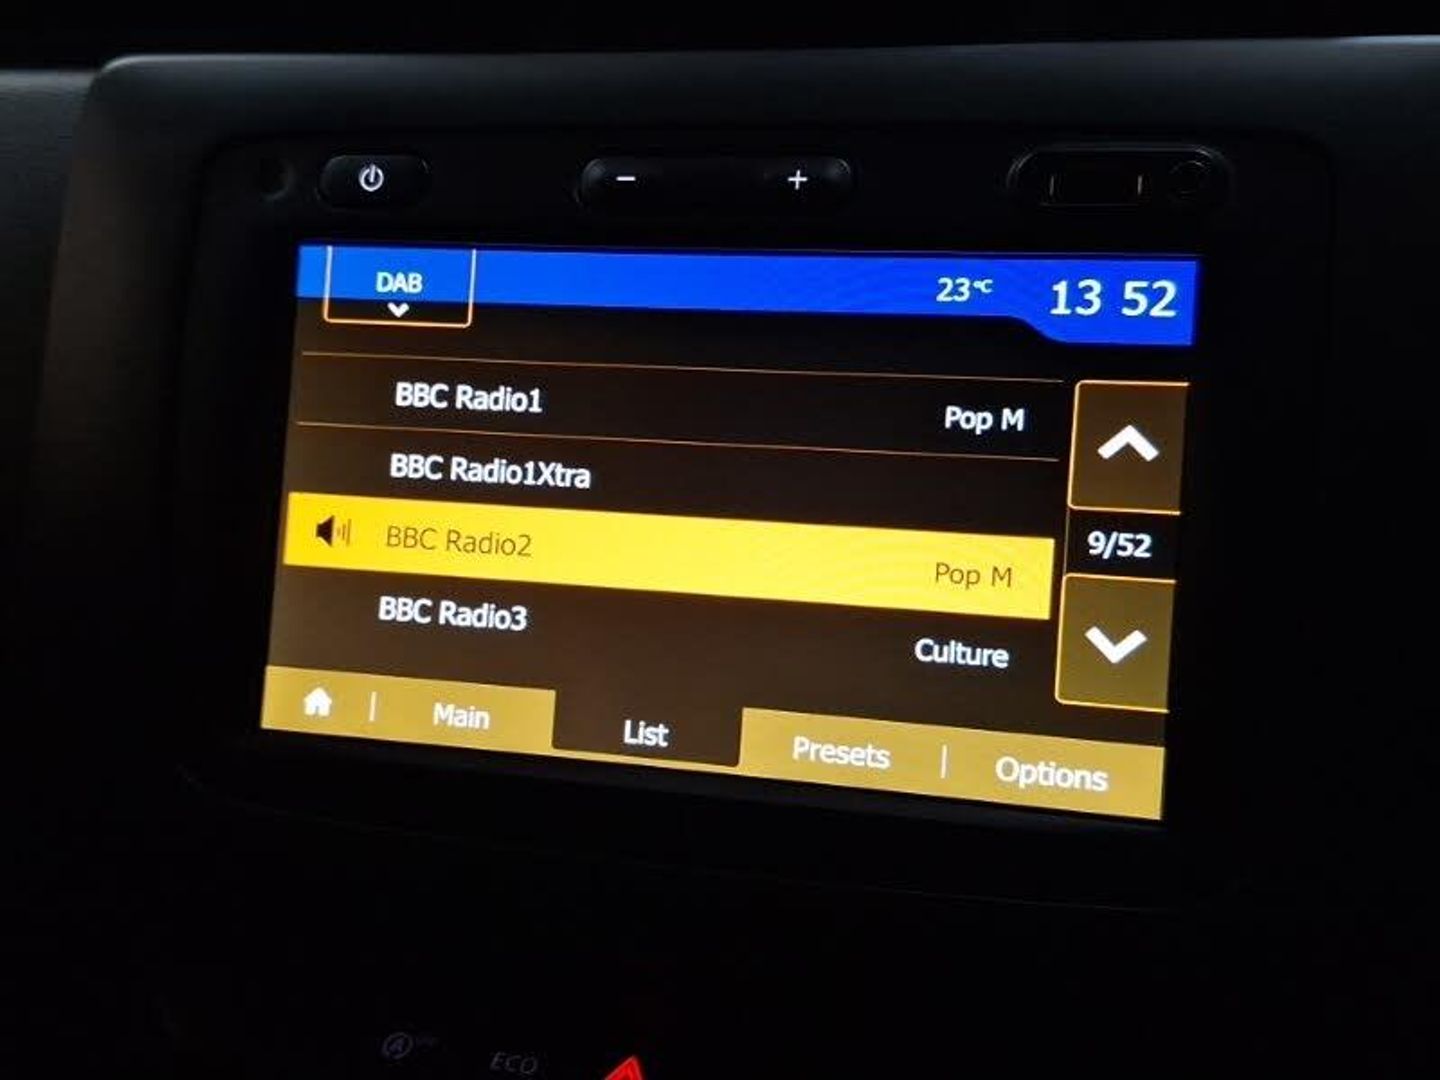 DAB
23°C
13 52
BBC Radio1
Pop M
BBC Radio1Xtra
BBC Radio2
Pop M
9/52
BBC Radio3
Culture
Main
List
Presets
Options
ECO